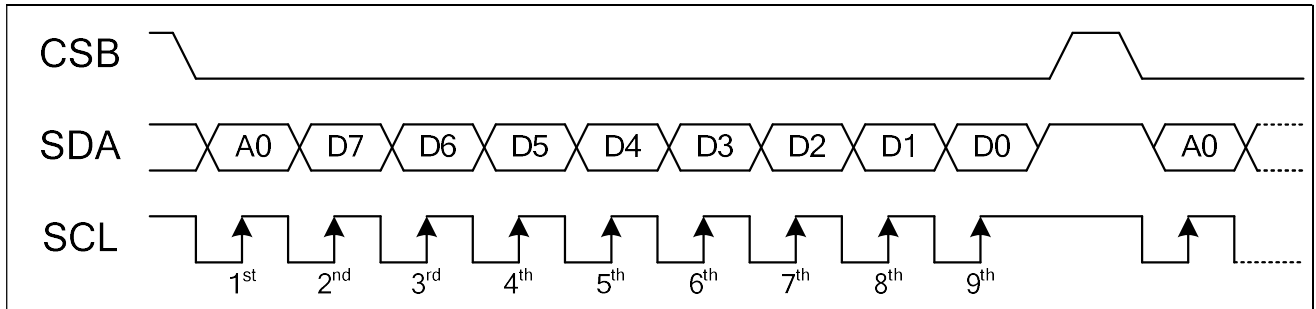 CSB
SDA A0 D7 D6 D5 D4 D3 D2 D1 D0 A0
SCL
1st 2nd 3rd 4th 5th 6th 7th 8th 9th